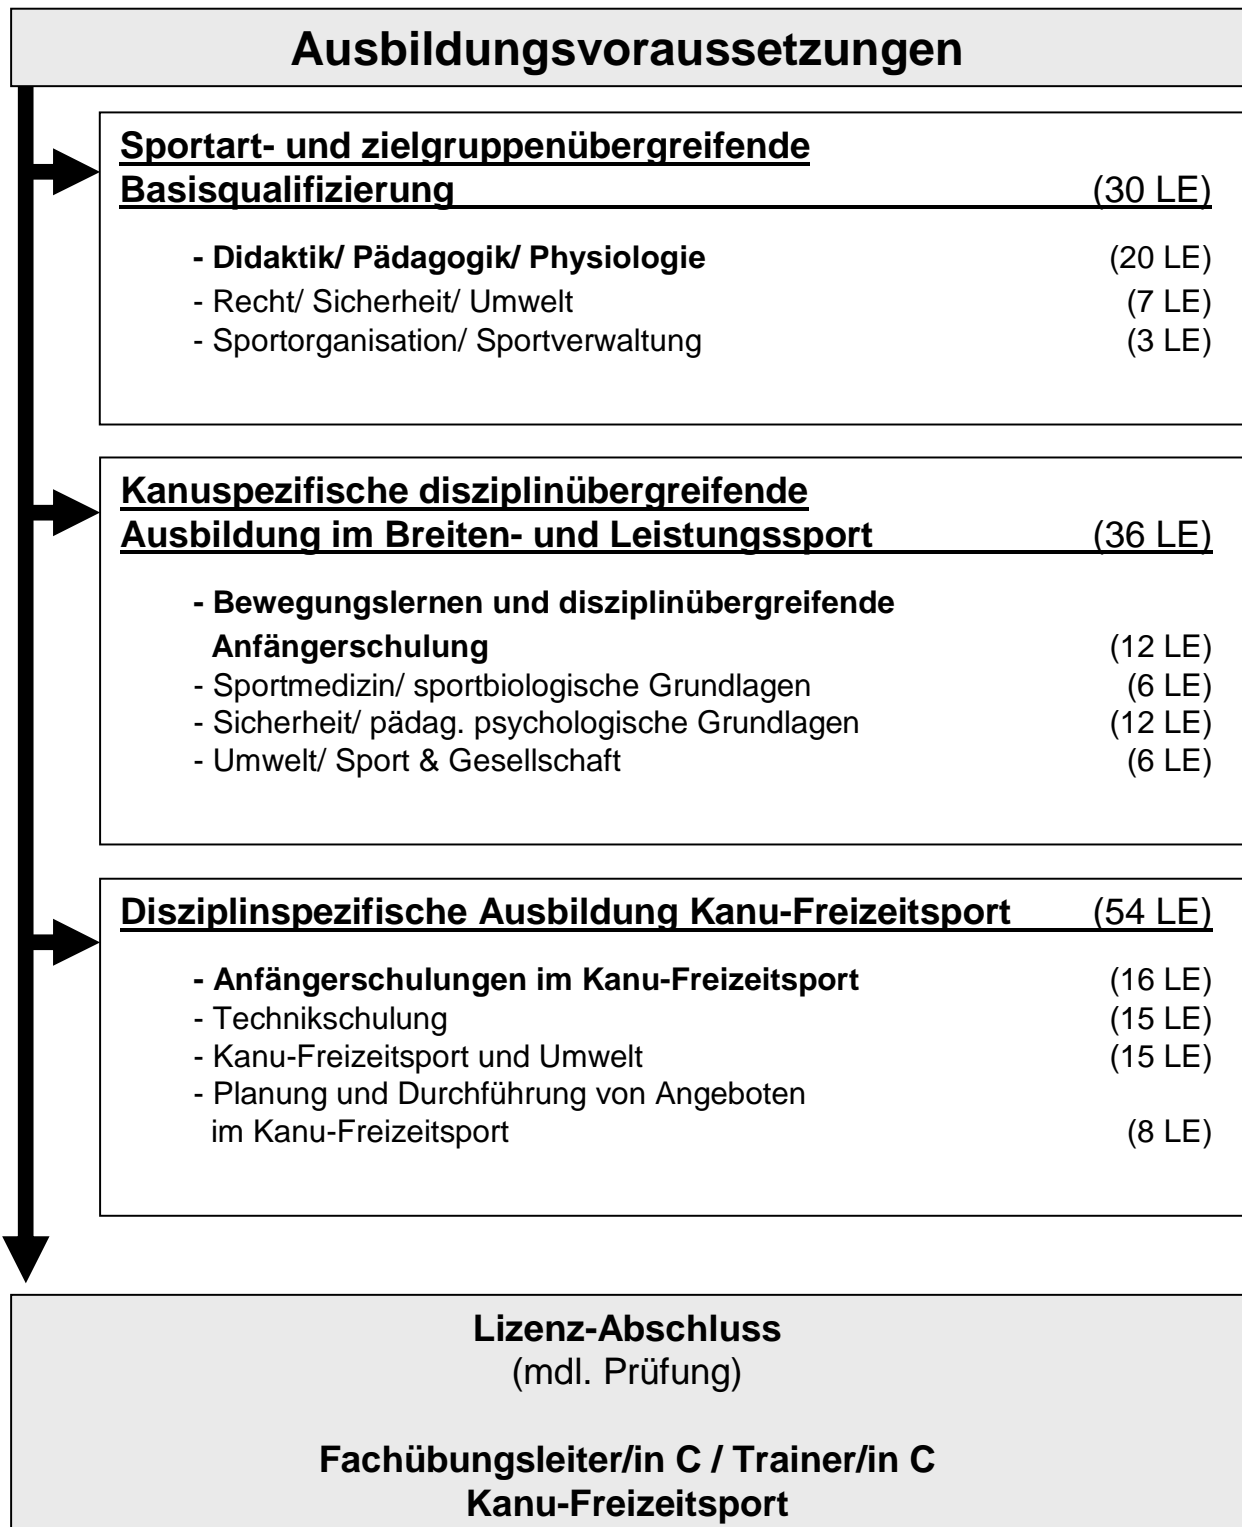 Ausbildungsvoraussetzungen
Sportart- und zielgruppenübergreifende
Basisqualifizierung (30 LE)
- Didaktik/ Pädagogik/ Physiologie (20 LE)
- Recht/ Sicherheit/ Umwelt (7 LE)
- Sportorganisation/ Sportverwaltung (3 LE)
Kanuspezifische disziplinübergreifende
Ausbildung im Breiten- und Leistungssport (36 LE)
- Bewegungslernen und disziplinübergreifende
Anfängerschulung (12 LE)
- Sportmedizin/ sportbiologische Grundlagen (6 LE)
- Sicherheit/ pädag. psychologische Grundlagen (12 LE)
- Umwelt/ Sport & Gesellschaft (6 LE)
Disziplinspezifische Ausbildung Kanu-Freizeitsport (54 LE)
- Anfängerschulungen im Kanu-Freizeitsport (16 LE)
- Technikschulung (15 LE)
- Kanu-Freizeitsport und Umwelt (15 LE)
- Planung und Durchführung von Angeboten
im Kanu-Freizeitsport (8 LE)
Lizenz-Abschluss
(mdl. Prüfung)
Fachübungsleiter/in C / Trainer/in C
Kanu-Freizeitsport